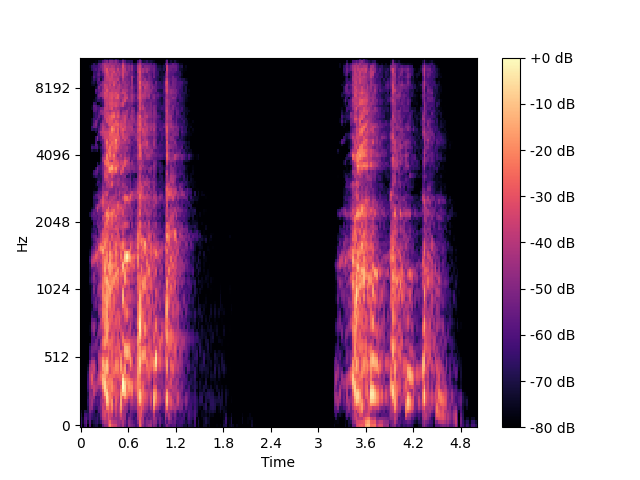 +0 dB
8192
-10 dB
4096
-20 dB
-30 dB
2048
Hz
-40 dB
1024
-50 dB
512
-60 dB
-70 dB
0
-80 dB
0 0.6 1.2 1.8 2.4 3 3.6 4.2 4.8
Time